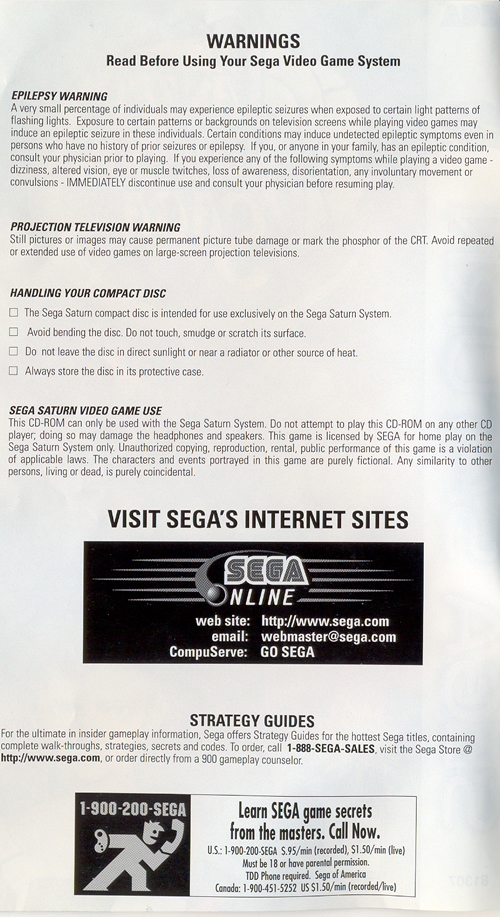 WARNINGS
Read Before Using Your Sega Video Game System
EPILEPSY WARNING
A very small percentage of individuals may experience epileptic seizures when exposed to certain light patterns of
flashing lights. Exposure to certain patterns or backgrounds on television screens while playing video games may
induce an epileptic seizure in these individuals. Certain conditions may induce undetected epileptic symptoms even in
persons who have no history of prior seizures or epilepsy. If you, or anyone in your family, has an epileptic condition,
consult your physician prior to playing. If you experience any of the following symptoms while playing a video game -
dizziness, altered vision, eye or muscle twitches, loss of awareness, disorientation, any involuntary movement or
convulsions - IMMEDIATELY discontinue use and consult your physician before resuming play.
PROJECTION TELEVISION WARNING
Still pictures or images may cause permanent picture tube damage or mark the phosphor of the CRT. Avoid repeated
or extended use of video games on large-screen projection televisions.
HANDLING YOUR COMPACT DISC
☐ The Sega Saturn compact disc is intended for use exclusively on the Sega Saturn System.
☐ Avoid bending the disc. Do not touch, smudge or scratch its surface.
☐ Do not leave the disc in direct sunlight or near a radiator or other source of heat.
☐ Always store the disc in its protective case.
SEGA SATURN VIDEO GAME USE
This CD-ROM can only be used with the Sega Saturn System. Do not attempt to play this CD-ROM on any other CD
player; doing so may damage the headphones and speakers. This game is licensed by SEGA for home play on the
Sega Saturn System only. Unauthorized copying, reproduction, rental, public performance of this game is a violation
of applicable laws. The characters and events portrayed in this game are purely fictional. Any similarity to other
persons, living or dead, is purely coincidental.
VISIT SEGA'S INTERNET SITES
SEGA
ONLINE
web site: http://www.sega.com
email: webmaster@sega.com
CompuServe: GO SEGA
STRATEGY GUIDES
For the ultimate in insider gameplay information, Sega offers Strategy Guides for the hottest Sega titles, containing
complete walk-throughs, strategies, secrets and codes. To order, call 1-888-SEGA-SALES, visit the Sega Store @
http://www.sega.com, or order directly from a 900 gameplay counselor.
1-900-200-SEGA
Learn SEGA game secrets
from the masters. Call Now.
U.S.: 1-900-200-SEGA $.95/min (recorded), $1.50/min (live)
Must be 18 or have parental permission.
TDD Phone required. Sega of America
Canada: 1-900-451-5252 US $1.50/min (recorded/live)